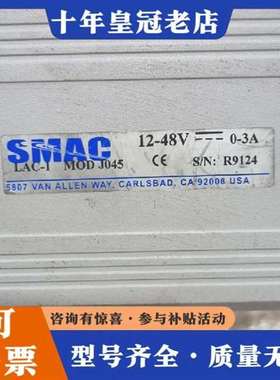 十年皇冠老店
SMAC
12-48V 0-3A
LAC-1 MOD J045 CE S/N: R9124
5807 VAN ALLEN WAY, CARLSBAD, CA 92008 USA
可
票
咨询有惊喜·参与补贴活动
型号齐全·质量保证